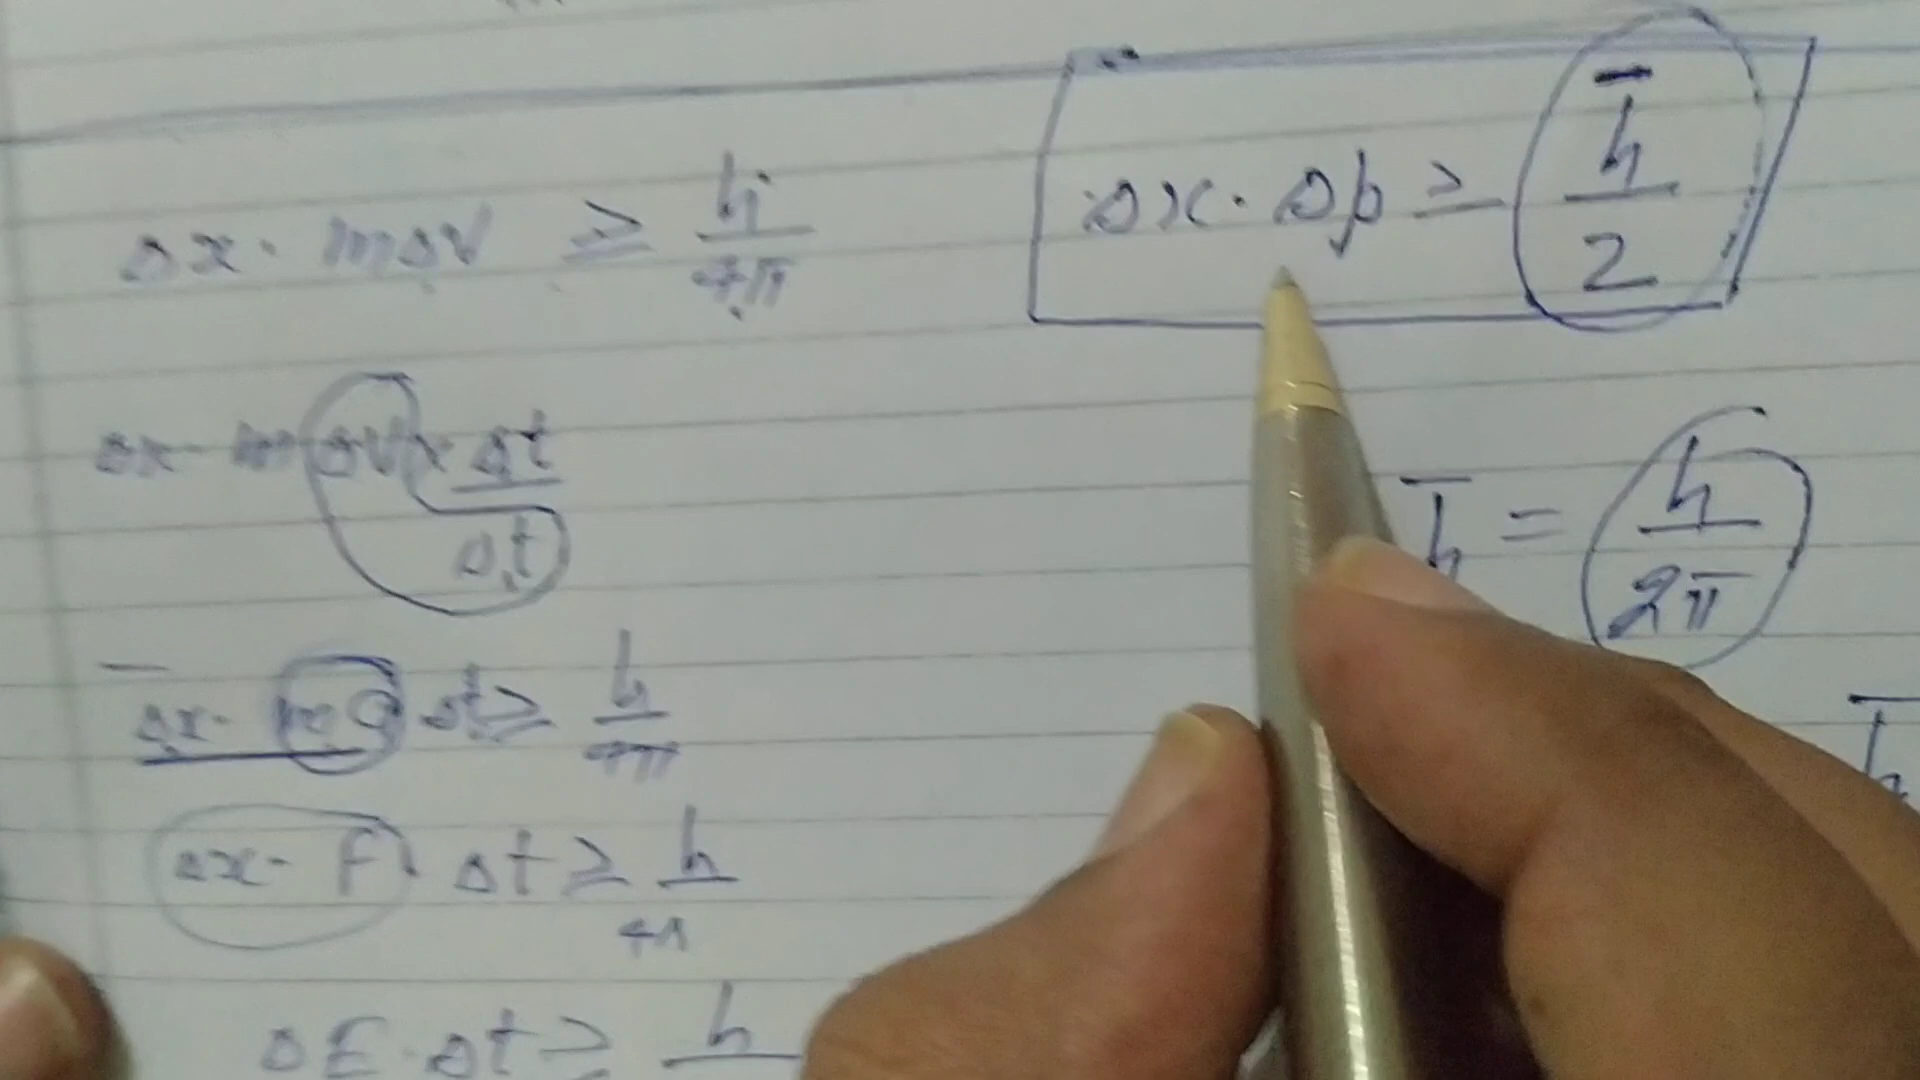 Δx · mΔV ≥ h/4π
Δx · Δp ≥ ħ/2
Δx · m ΔV × Δt/Δt
ħ = h/2π
Δx · ma Δt ≥ h/4π
ħ
Δx · F · Δt ≥ h/4π
ΔE · Δt ≥ h